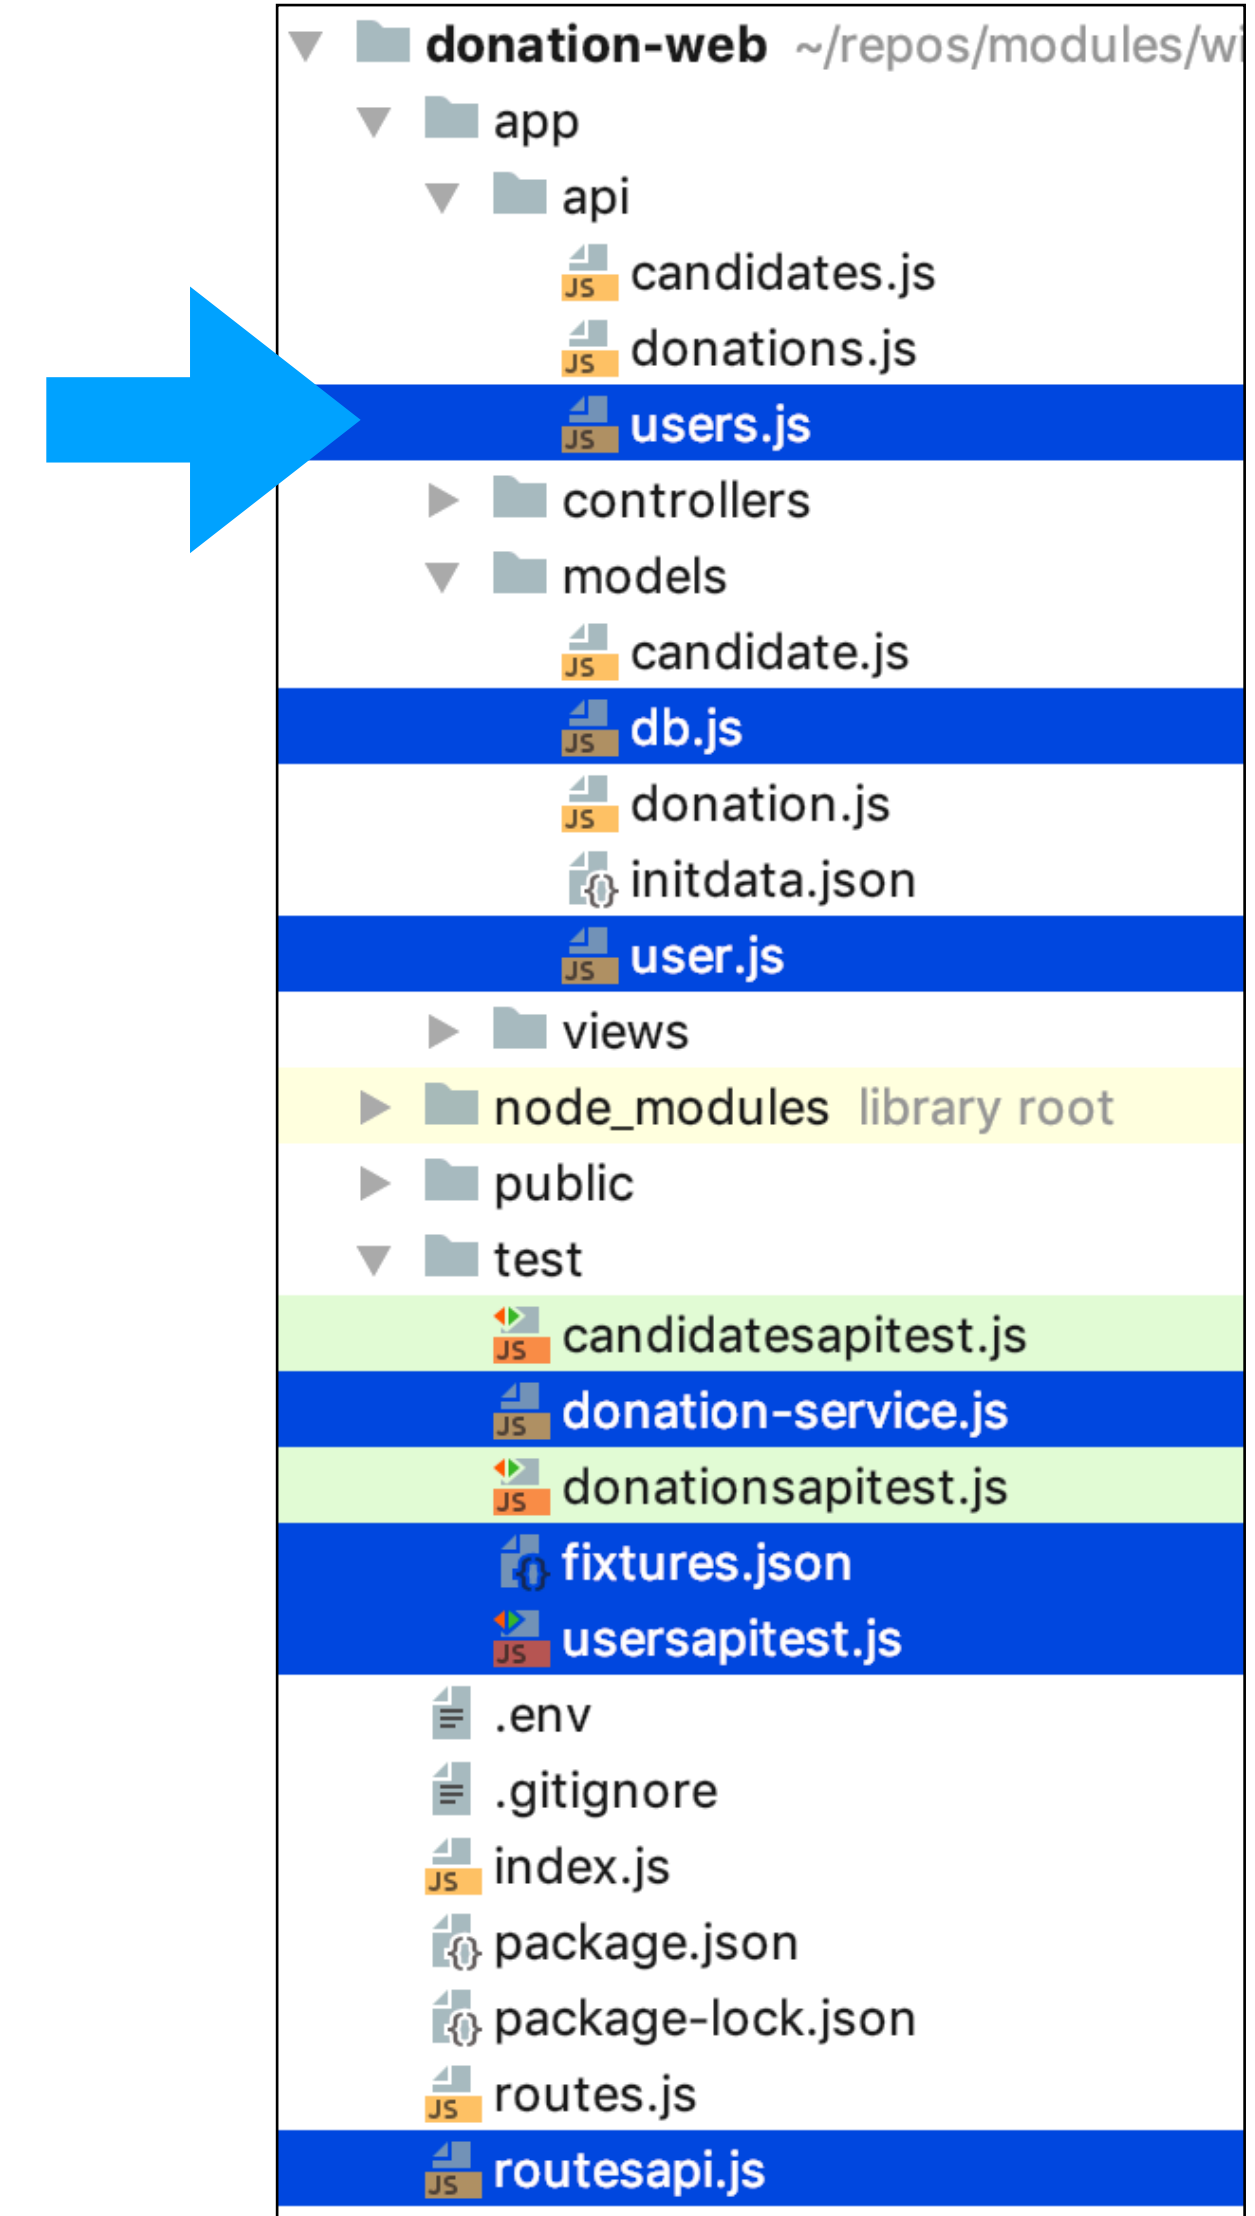 donation-web ~/repos/modules/wi
app
api
JS candidates.js
JS donations.js
JS users.js
controllers
models
JS candidate.js
JS db.js
JS donation.js
{} initdata.json
JS user.js
views
node_modules library root
public
test
JS candidatesapitest.js
JS donation-service.js
JS donationsapitest.js
{} fixtures.json
JS usersapitest.js
.env
.gitignore
JS index.js
{} package.json
{} package-lock.json
JS routes.js
JS routesapi.js